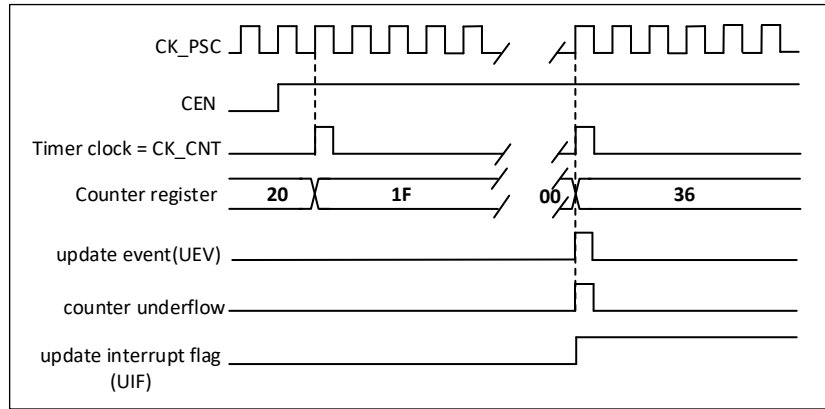 CK_PSC
CEN
Timer clock = CK_CNT
Counter register 20 1F 00 36
update event(UEV)
counter underflow
update interrupt flag
(UIF)